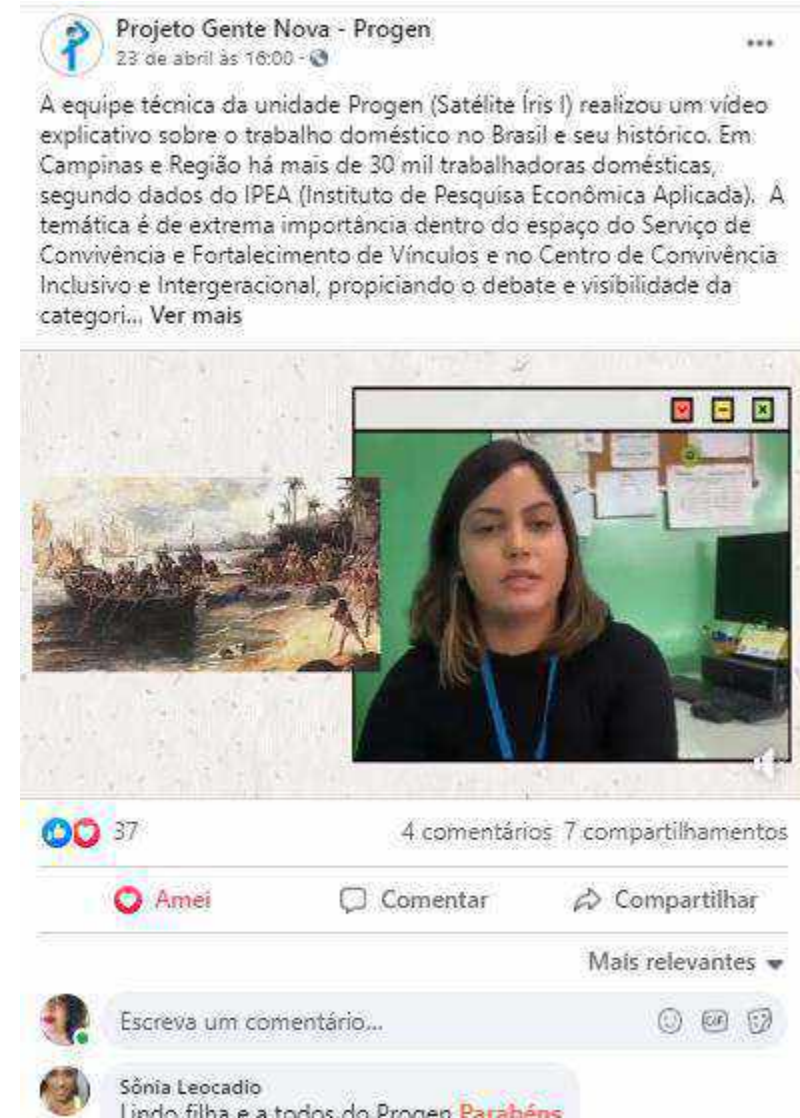 Projeto Gente Nova - Progen
23 de abril às 16:00 ·
A equipe técnica da unidade Progen (Satélite Íris I) realizou um vídeo
explicativo sobre o trabalho doméstico no Brasil e seu histórico. Em
Campinas e Região há mais de 30 mil trabalhadoras domésticas,
segundo dados do IPEA (Instituto de Pesquisa Econômica Aplicada). A
temática é de extrema importância dentro do espaço do Serviço de
Convivência e Fortalecimento de Vínculos e no Centro de Convivência
Inclusivo e Intergeracional, propiciando o debate e visibilidade da
categori... Ver mais
37
4 comentários 7 compartilhamentos
Amei
Comentar
Compartilhar
Mais relevantes
Escreva um comentário...
GIF
Sônia Leocadio
Lindo filha e a todos do Progen Parabéns